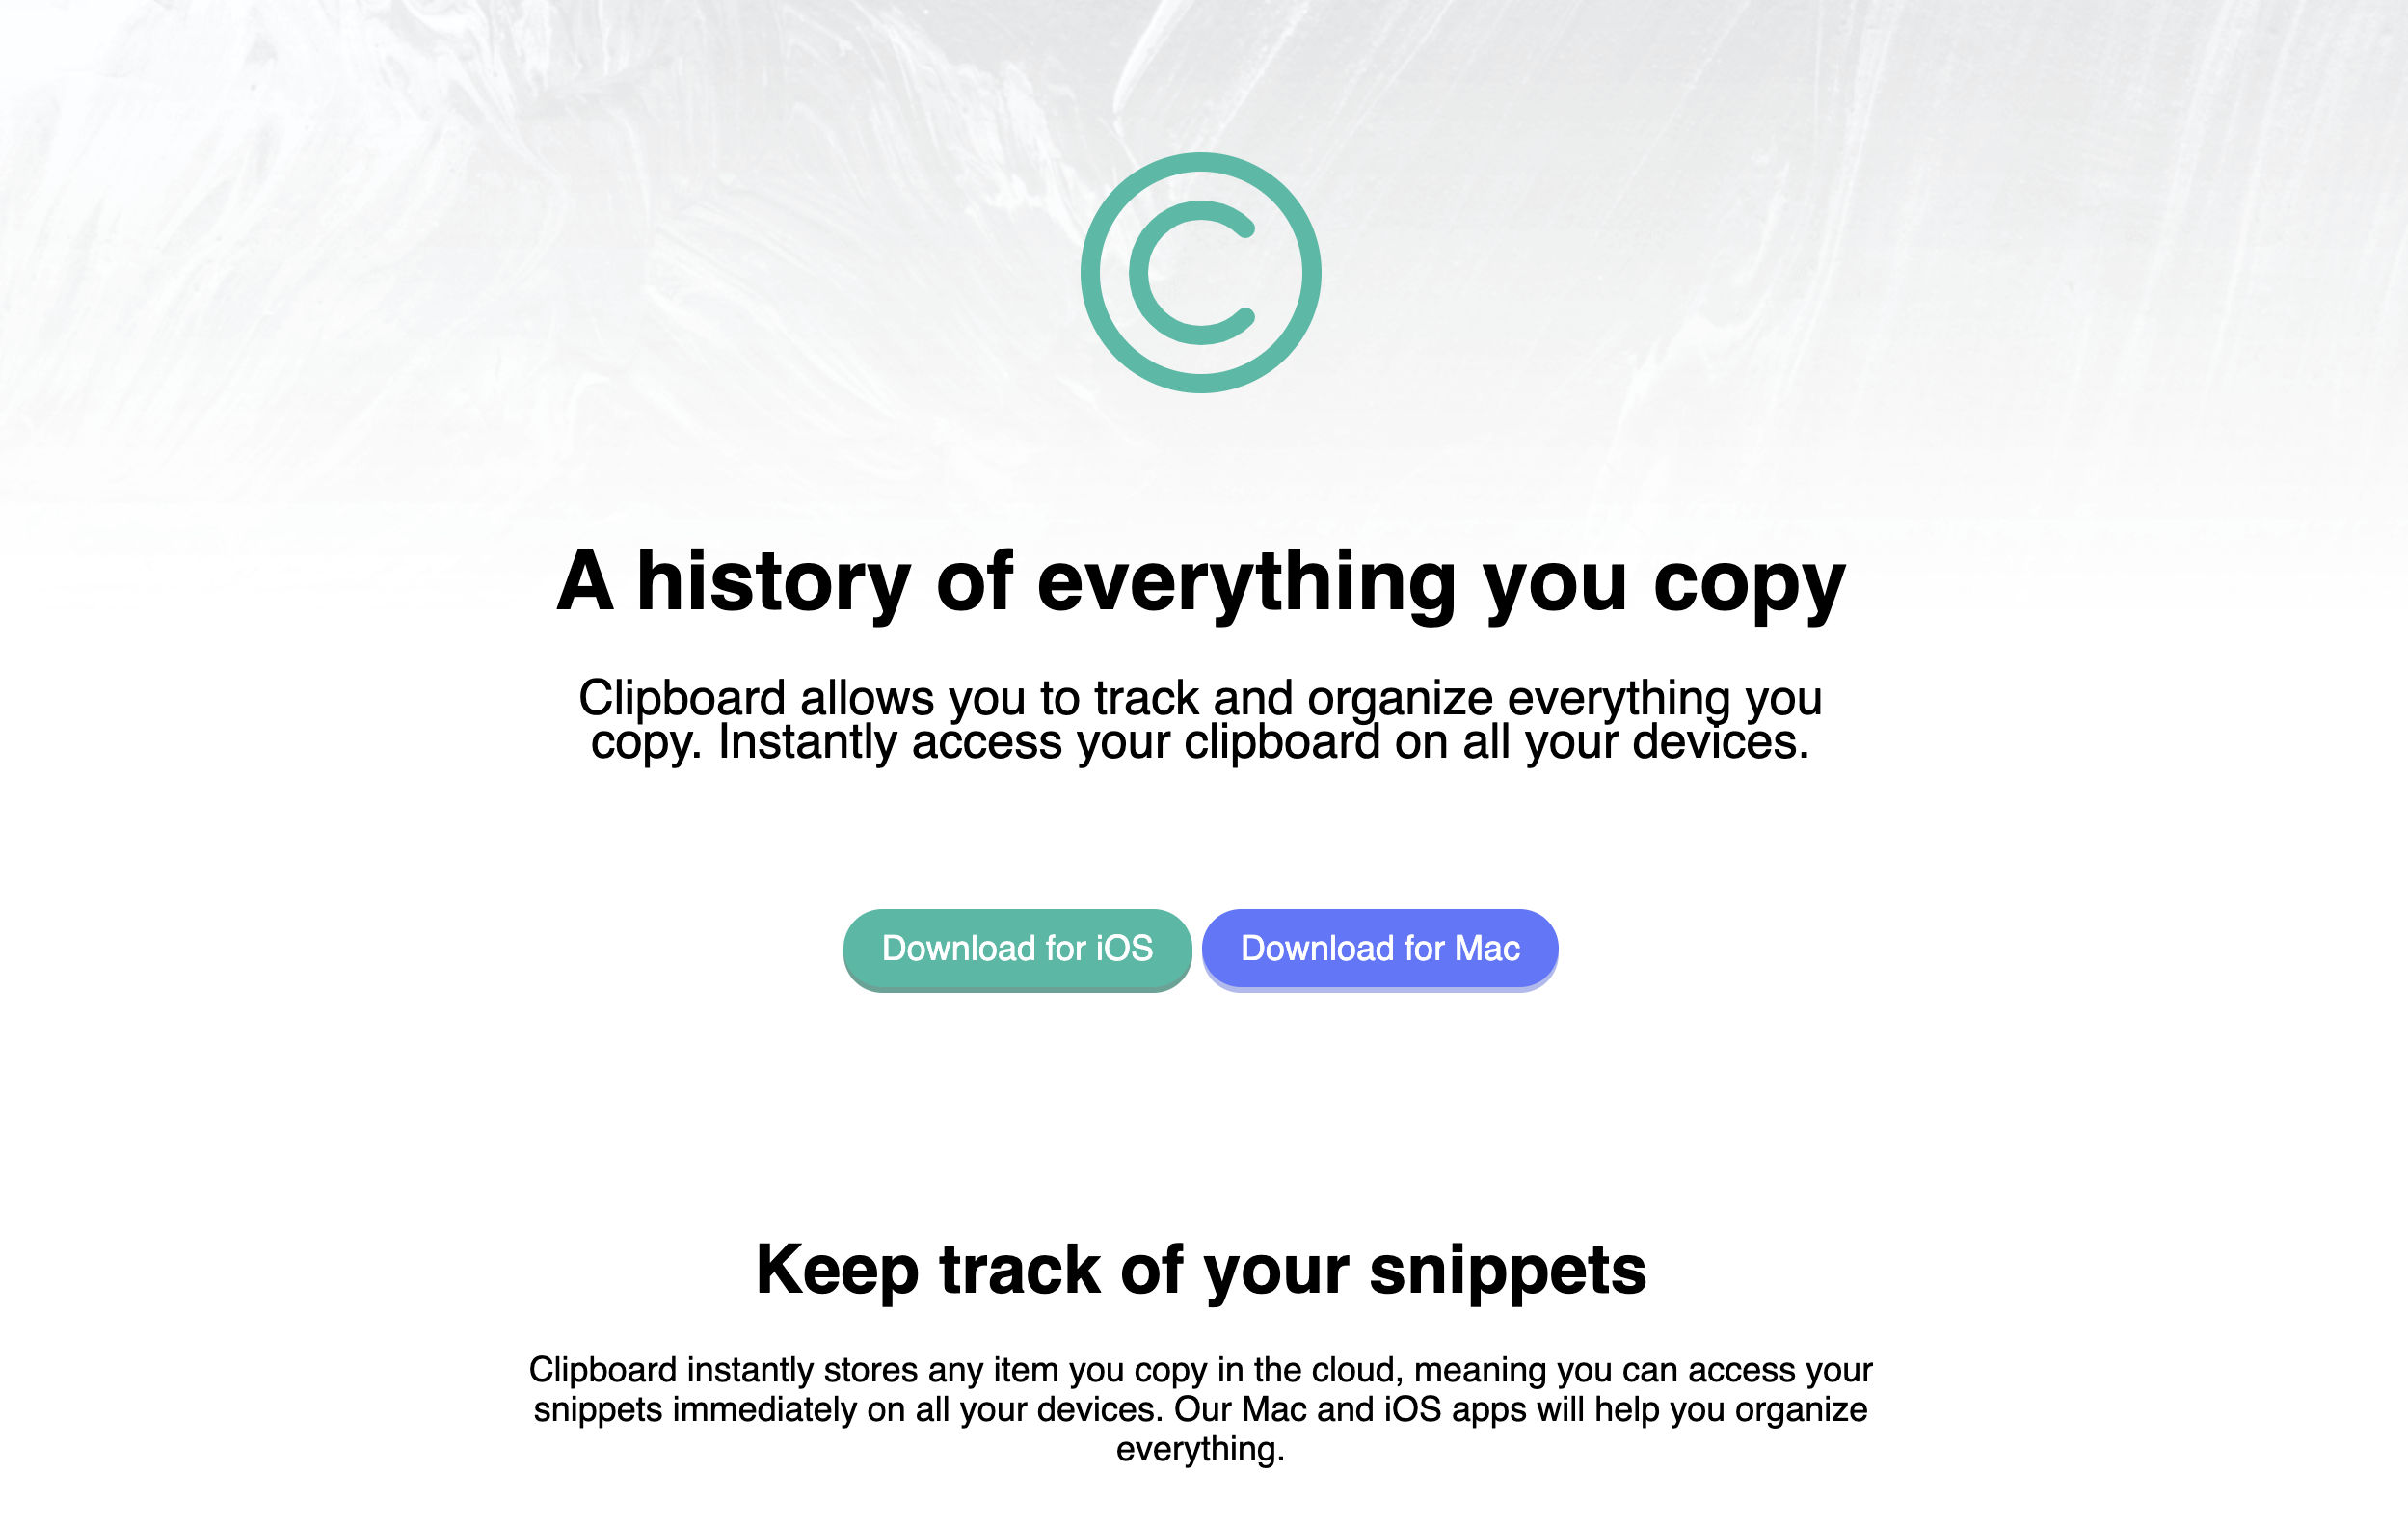 ©
A history of everything you copy
Clipboard allows you to track and organize everything you
copy. Instantly access your clipboard on all your devices.
Download for iOS
Download for Mac
Keep track of your snippets
Clipboard instantly stores any item you copy in the cloud, meaning you can access your
snippets immediately on all your devices. Our Mac and iOS apps will help you organize
everything.